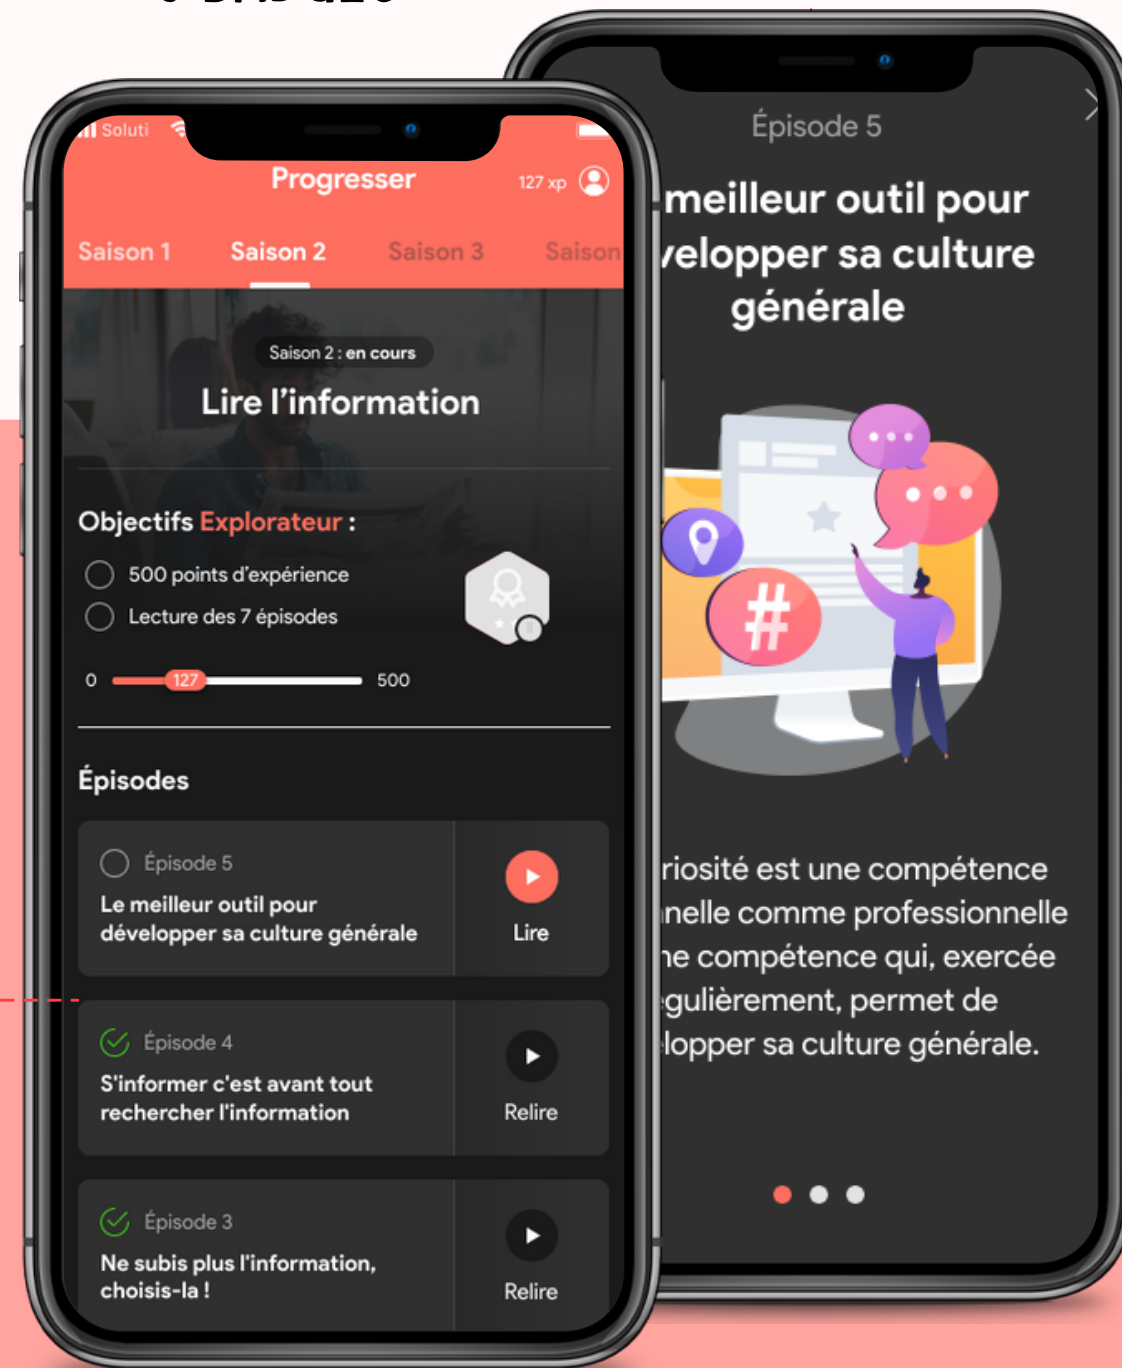 Soluti
Progresser
127 xp
Saison 1 Saison 2 Saison 3 Saison
Saison 2 : en cours
Lire l’information
Objectifs Explorateur :
500 points d’expérience
Lecture des 7 épisodes
0 127 500
Épisodes
Épisode 5
Le meilleur outil pour
développer sa culture générale
Lire
Épisode 4
S'informer c'est avant tout
rechercher l'information
Relire
Épisode 3
Ne subis plus l'information,
choisis-la !
Relire
Épisode 5
meilleur outil pour
velopper sa culture
générale
#
riosité est une compétence
nnelle comme professionnelle
ne compétence qui, exercée
égulièrement, permet de
lopper sa culture générale.